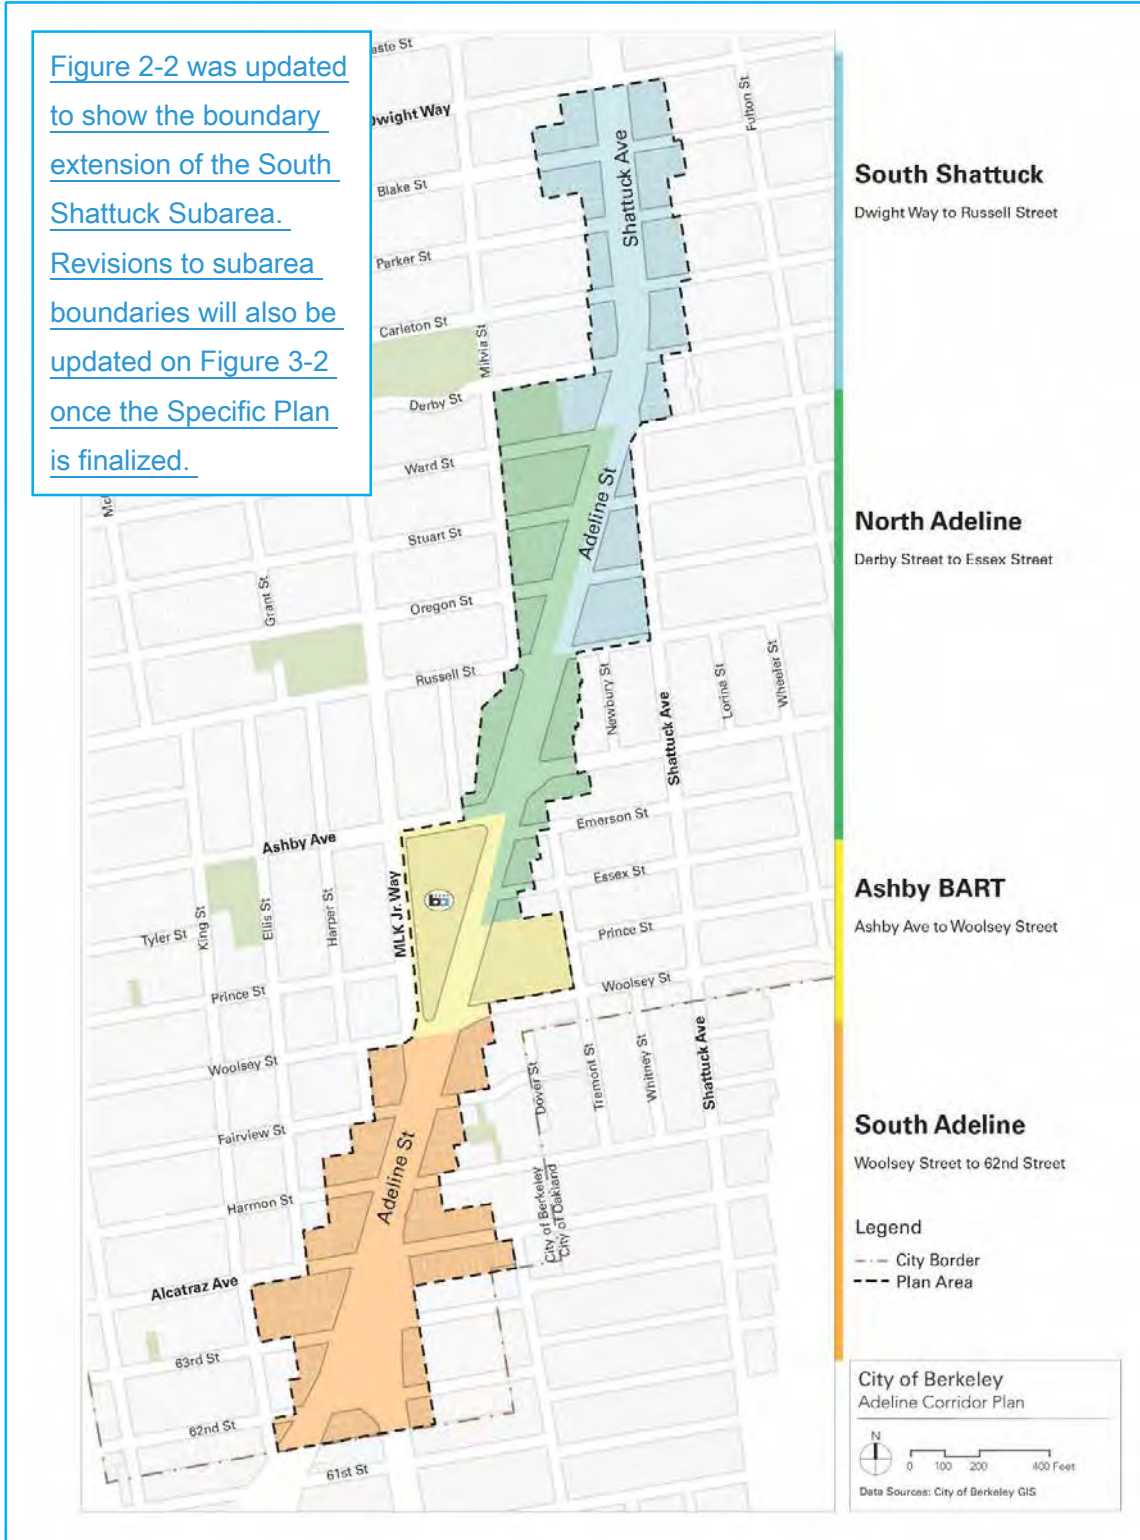 Figure 2-2 was updated
to show the boundary
extension of the South
Shattuck Subarea.
Revisions to subarea
boundaries will also be
updated on Figure 3-2
once the Specific Plan
is finalized.
Dwight Way
Blake St
Parker St
Carleton St
Milvia St
Derby St
Ward St
Stuart St
Oregon St
Grant St
Russell St
Fulton St
Shattuck Ave
Adeline St
Newbury St
Shattuck Ave
Lorina St
Wheeler St
Emerson St
Essex St
Prince St
Woolsey St
Ashby Ave
MLK Jr. Way
ba
Tyler St
King St
Ellis St
Harper St
Prince St
Woolsey St
Fairview St
Harmon St
Alcatraz Ave
63rd St
62nd St
61st St
Adeline St
Dover St
Tremont St
Whitney St
Shattuck Ave
City of Berkeley
City of Oakland
South Shattuck
Dwight Way to Russell Street
North Adeline
Derby Street to Essex Street
Ashby BART
Ashby Ave to Woolsey Street
South Adeline
Woolsey Street to 62nd Street
Legend
City Border
Plan Area
City of Berkeley
Adeline Corridor Plan
N
0 100 200 400 Feet
Data Sources: City of Berkeley GIS